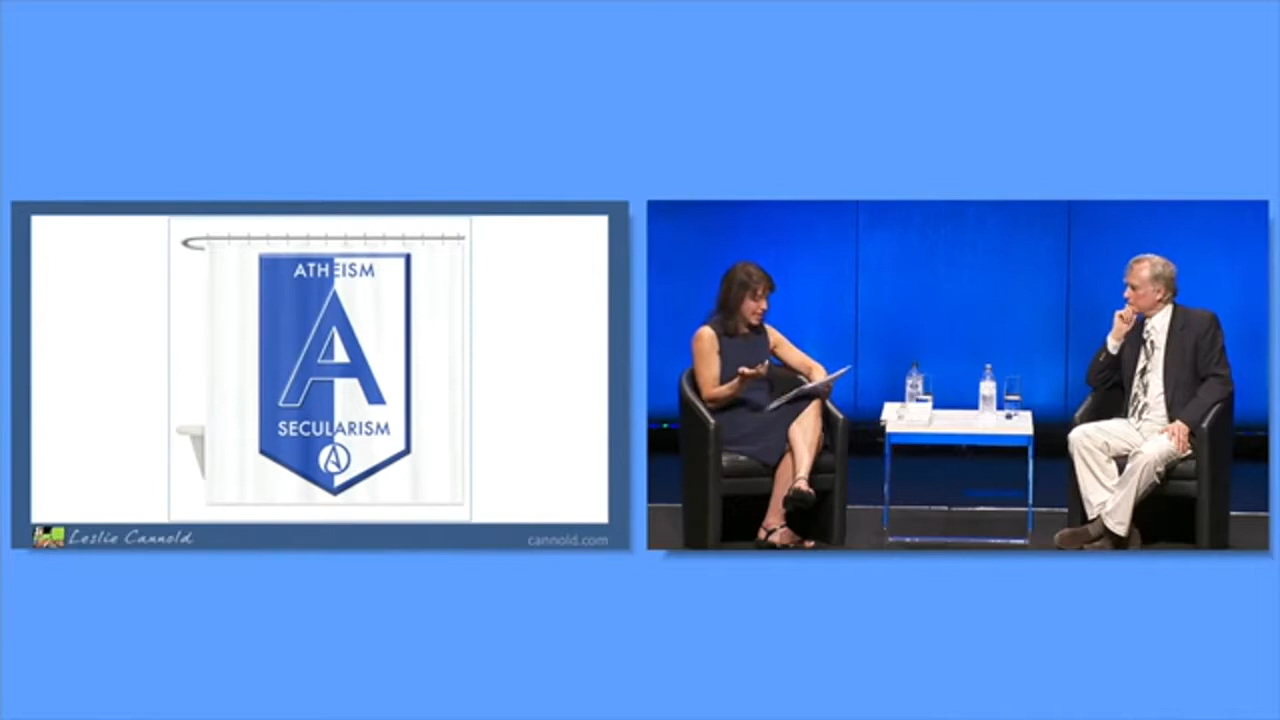 ATHEISM
A
SECULARISM
A
Leslie Cannold
cannold.com